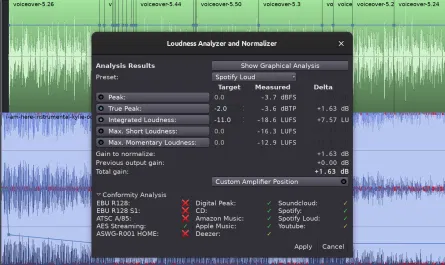 voiceover-5.26
voiceover-5.44
voiceover-5.50
voiceover-5.3
voiceover-5.2
voiceover-5.24
Loudness Analyzer and Normalizer
Analysis Results
Show Graphical Analysis
Preset:
Spotify Loud
Target Measured Delta
Peak: 0.0 -3.7 dBFS
True Peak: -2.0 -3.6 dBTP +1.63 dB
Integrated Loudness: -11.0 -18.6 LUFS +7.57 LU
Max. Short Loudness: 0.0 -16.3 LUFS
Max. Momentary Loudness: 0.0 -12.9 LUFS
Gain to normalize: +1.63 dB
Previous output gain: +0.00 dB
Total gain: +1.63 dB
Custom Amplifier Position
Conformity Analysis
EBU R128: ❌ Digital Peak: ✓ Soundcloud: ✓
EBU R128 S1: ❌ CD: ✓ Spotify: ✓
ATSC A/85: ❌ Amazon Music: ✓ Spotify Loud: ✓
AES Streaming: ✓ Apple Music: ✓ Youtube: ✓
ASWG-R001 HOME: ❌ Deezer: ✓
Apply Cancel